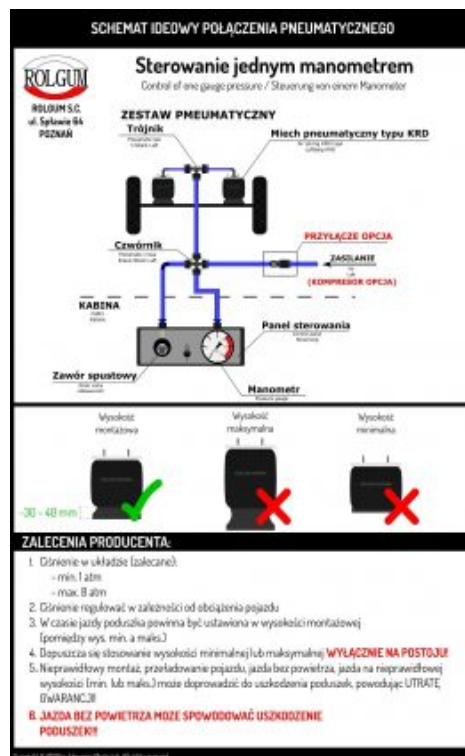 SCHEMAT IDEOWY POŁĄCZENIA PNEUMATYCZNEGO
ROLGUM
ROLGUM S.C.
ul. Spławie 64
POZNAŃ
Sterowanie jednym manometrem
Control of one gauge pressure / Steuerung von einem Manometer
ZESTAW PMEUMATYCZNY
Trójnik
Miech pneumatyczny typu KRD
PRZYŁĄCZE OPCJA
Czwórnik
ZASILANIE
(KOMPRESOR OPCJA)
KABINA
Panel sterowania
Zawór spustowy
Manometr
Wysokość
montażowa
Wysokość
maksymalna
Wysokość
minimalna
~30 - 40 mm
ZALECENIA PRODUCENTA:
1. Ciśnienie w układzie (zalecane):
- min. 1 atm
- max. 8 atm
2. Ciśnienie regulować w zależności od obciążenia pojazdu
3. W czasie jazdy poduszka powinna być ustawiona w wysokości montażowej
(pomiędzy wys. min. a maks.)
4. Dopuszcza się stosowanie wysokości minimalnej lub maksymalnej WYŁĄCZNIE NA POSTOJU!
5. Nieprawidłowy montaż, przeładowanie pojazdu, jazda bez powietrza, jazda na nieprawidłowej
wysokości (min. lub maks.) może doprowadzić do uszkodzenia poduszek, powodując UTRATĘ
GWARANCJI!
6. JAZDA BEZ POWIETRZA MOŻE SPOWODOWAĆ USZKODZENIE
PODUSZEK!!!